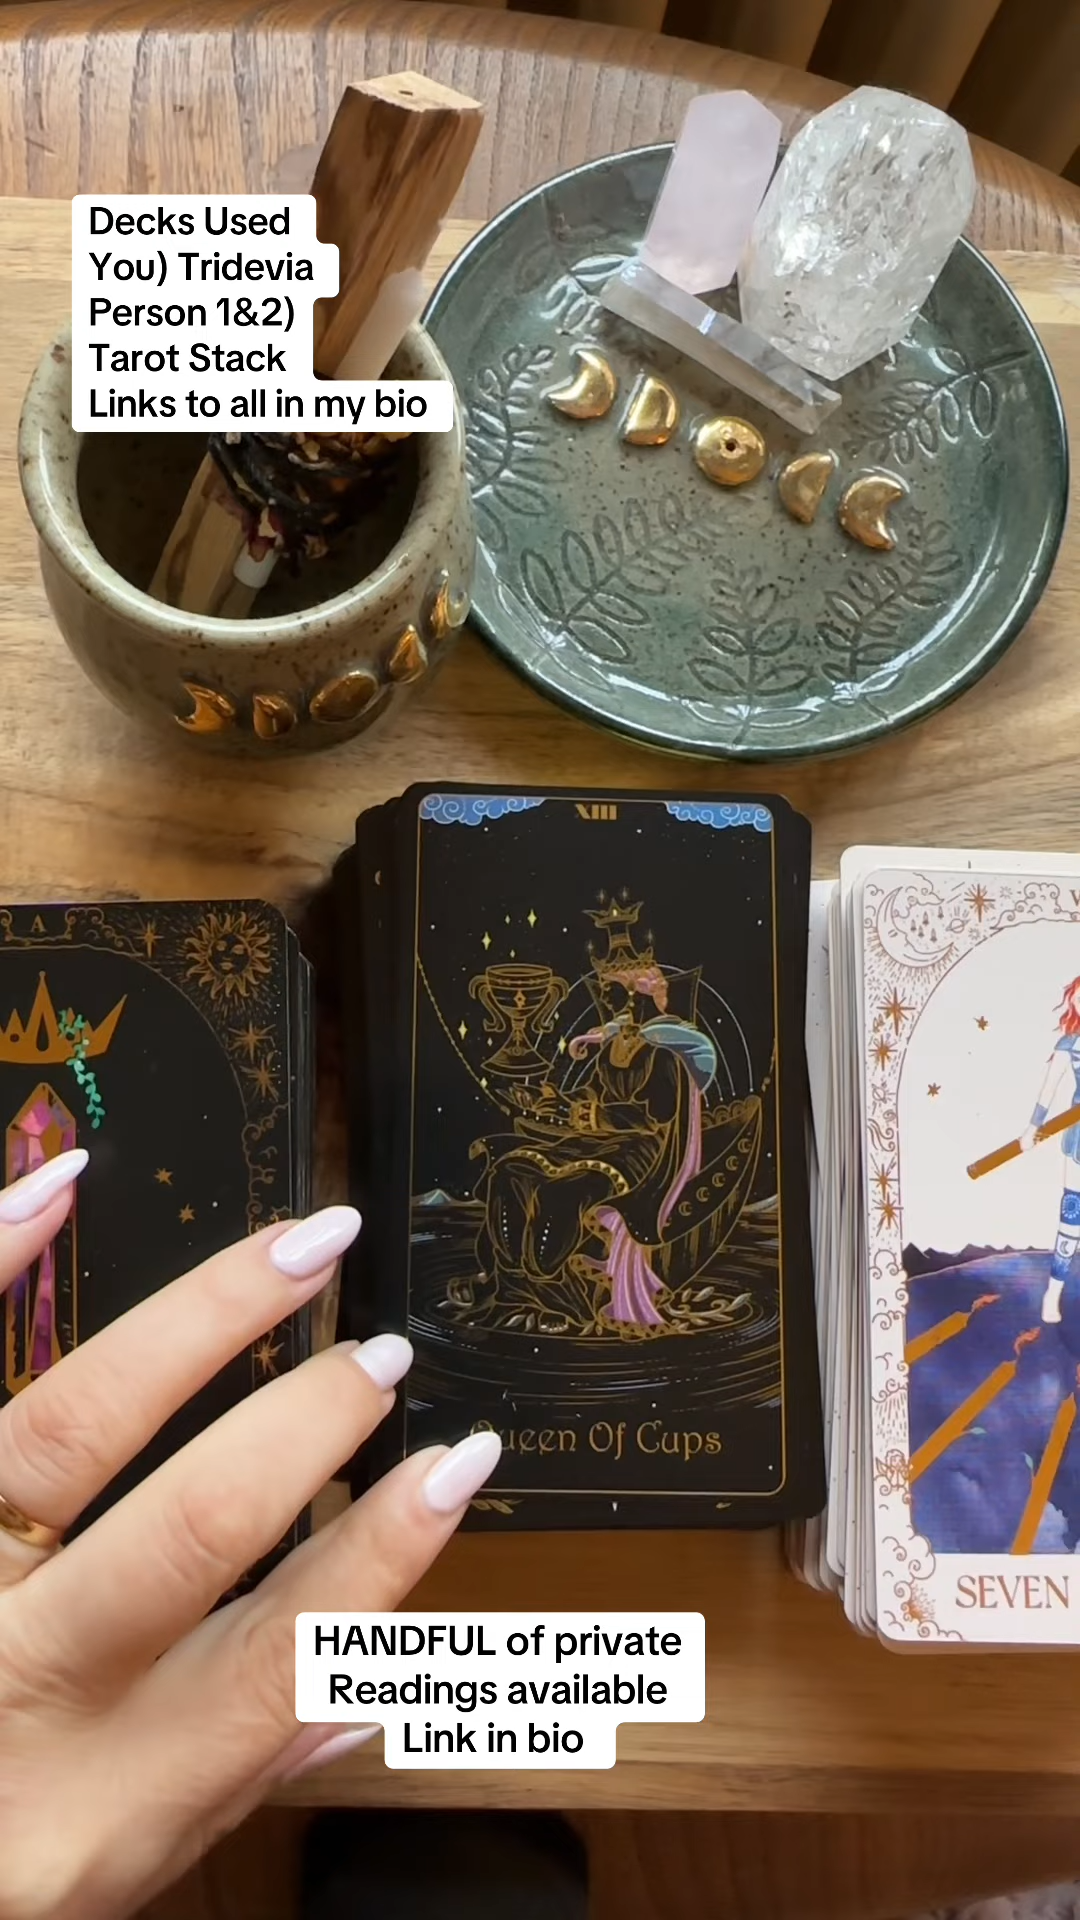 Decks Used
You) Tridevia
Person 1&2)
Tarot Stack
Links to all in my bio
XIII
A
Queen Of Cups
SEVEN
HANDFUL of private
Readings available
Link in bio